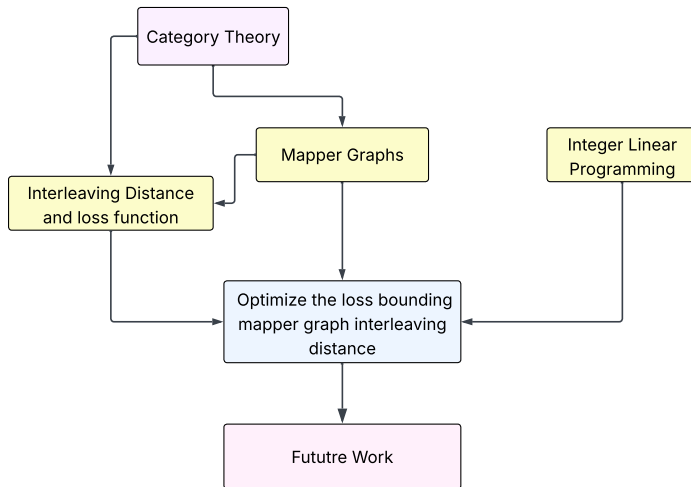 Category Theory
Mapper Graphs
Integer Linear
Programming
Interleaving Distance
and loss function
Optimize the loss bounding
mapper graph interleaving
distance
Fututre Work